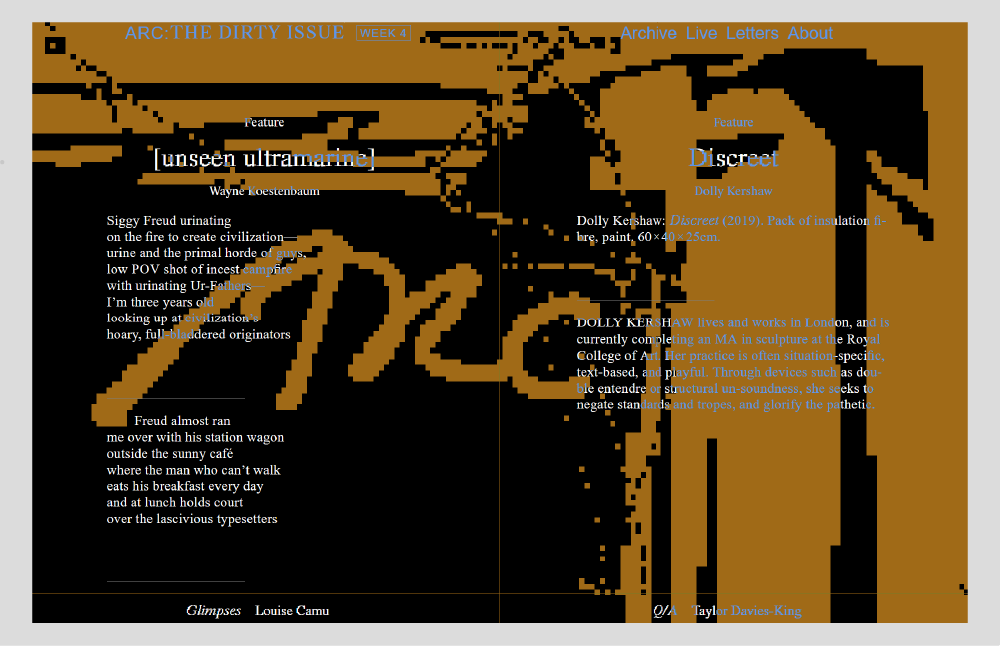 ARC:THE DIRTY ISSUE WEEK 4
Archive Live Letters About
Feature
[unseen ultramarine]
Wayne Koestenbaum
Siggy Freud urinating
on the fire to create civilization—
urine and the primal horde of guys,
low POV shot of incest campfire
with urinating Ur-Fathers—
I’m three years old
looking up at civilization’s
hoary, full-bladdered originators
Freud almost ran
me over with his station wagon
outside the sunny café
where the man who can’t walk
eats his breakfast every day
and at lunch holds court
over the lascivious typesetters
Glimpses Louise Camu
Feature
Discreet
Dolly Kershaw
Dolly Kershaw: Discreet (2019). Pack of insulation fi-
bre, paint, 60×40×25cm.
DOLLY KERSHAW lives and works in London, and is
currently completing an MA in sculpture at the Royal
College of Art. Her practice is often situation-specific,
text-based, and playful. Through devices such as dou-
ble entendre or structural un-soundness, she seeks to
negate standards and tropes, and glorify the pathetic.
Q/A Taylor Davies-King